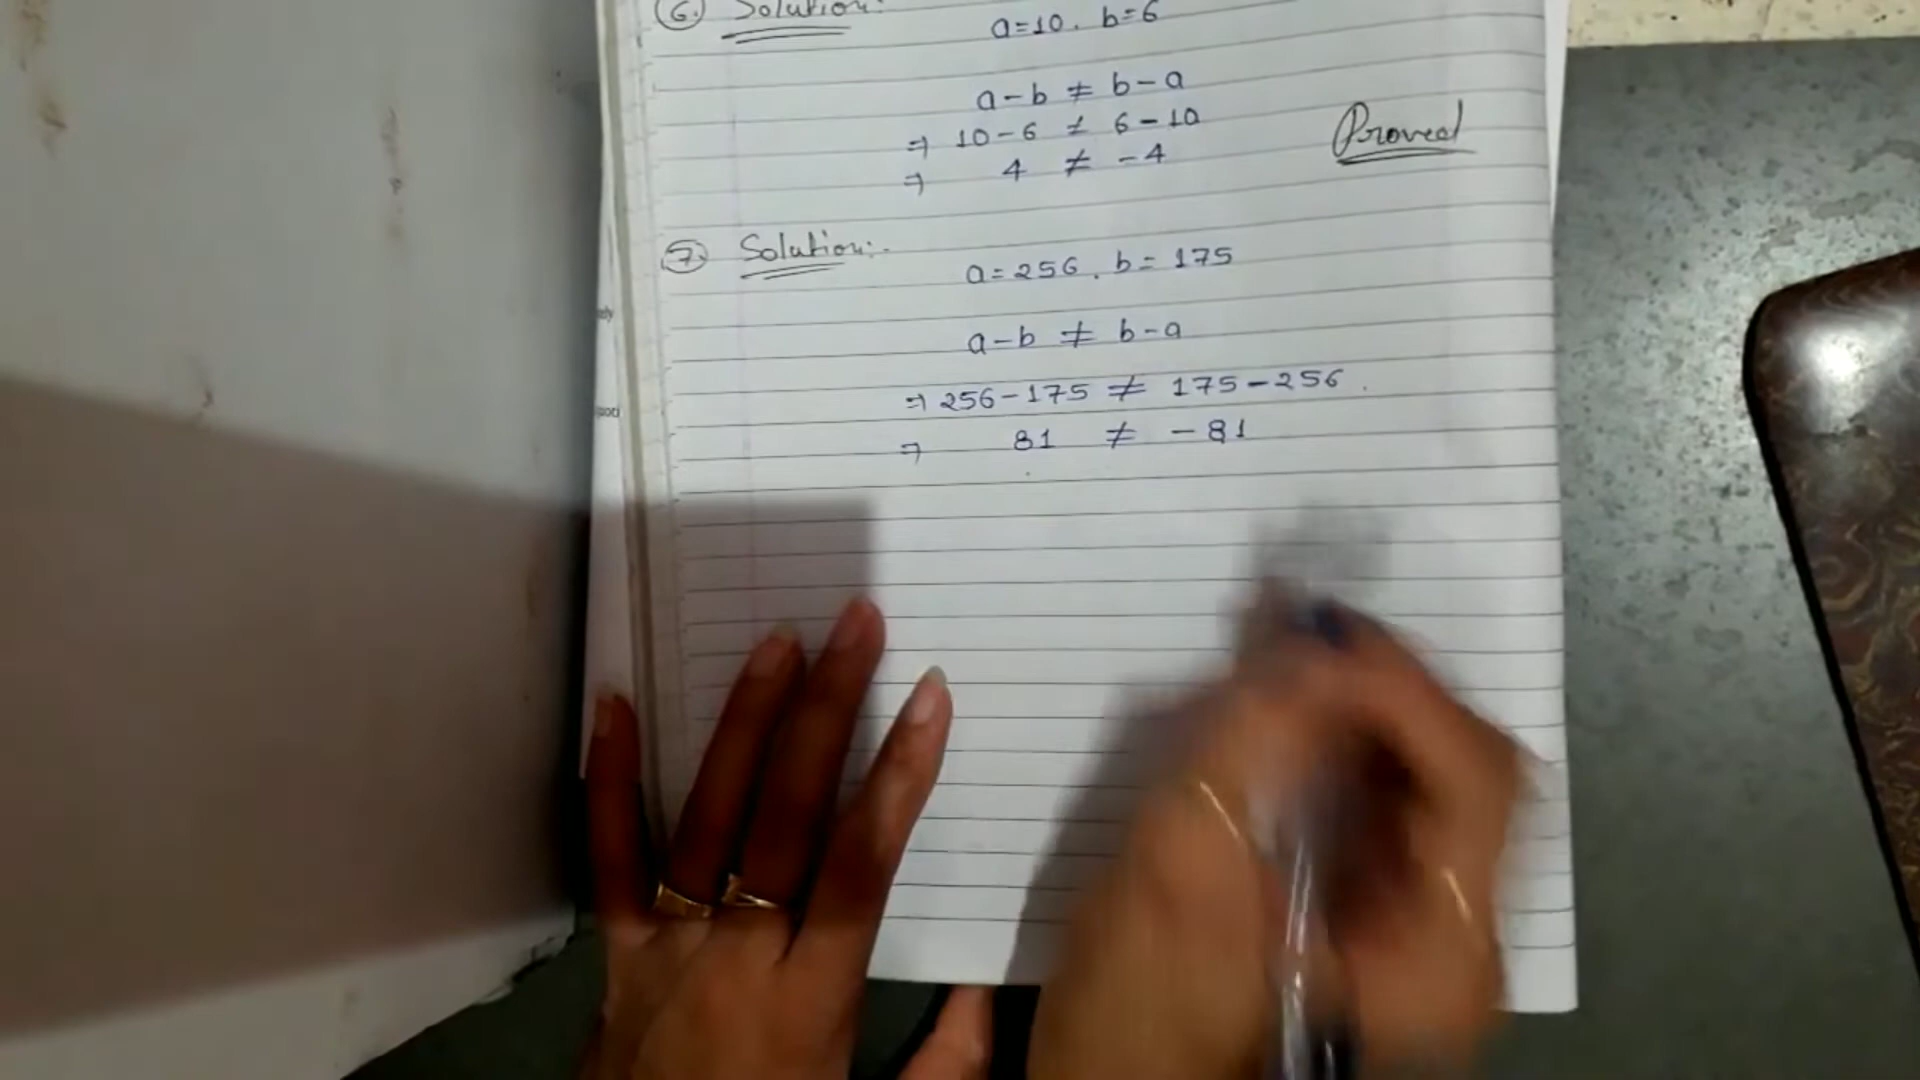 6. Solution:
a=10. b=6
a-b ≠ b-a
⇒ 10-6 ≠ 6-10
⇒ 4 ≠ -4
Proved
7. Solution:-
a=256. b=175
a-b ≠ b-a
⇒ 256-175 ≠ 175-256.
⇒ 81 ≠ -81